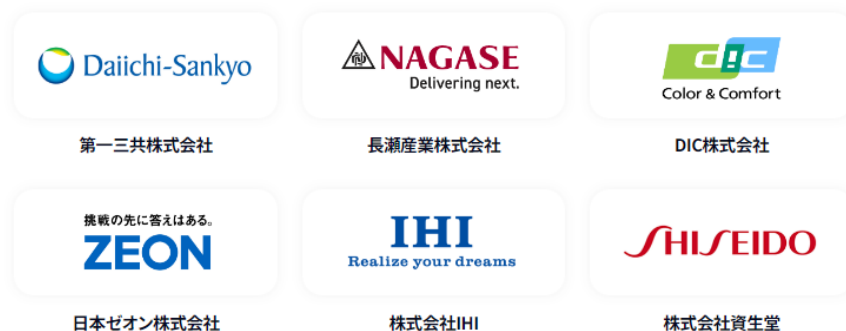 Daiichi-Sankyo
NAGASE
Delivering next.
dic
Color & Comfort
第一三共株式会社
長瀬産業株式会社
DIC株式会社
挑戦の先に答えはある。
ZEON
IHI
Realize your dreams
SHISEIDO
日本ゼオン株式会社
株式会社IHI
株式会社資生堂